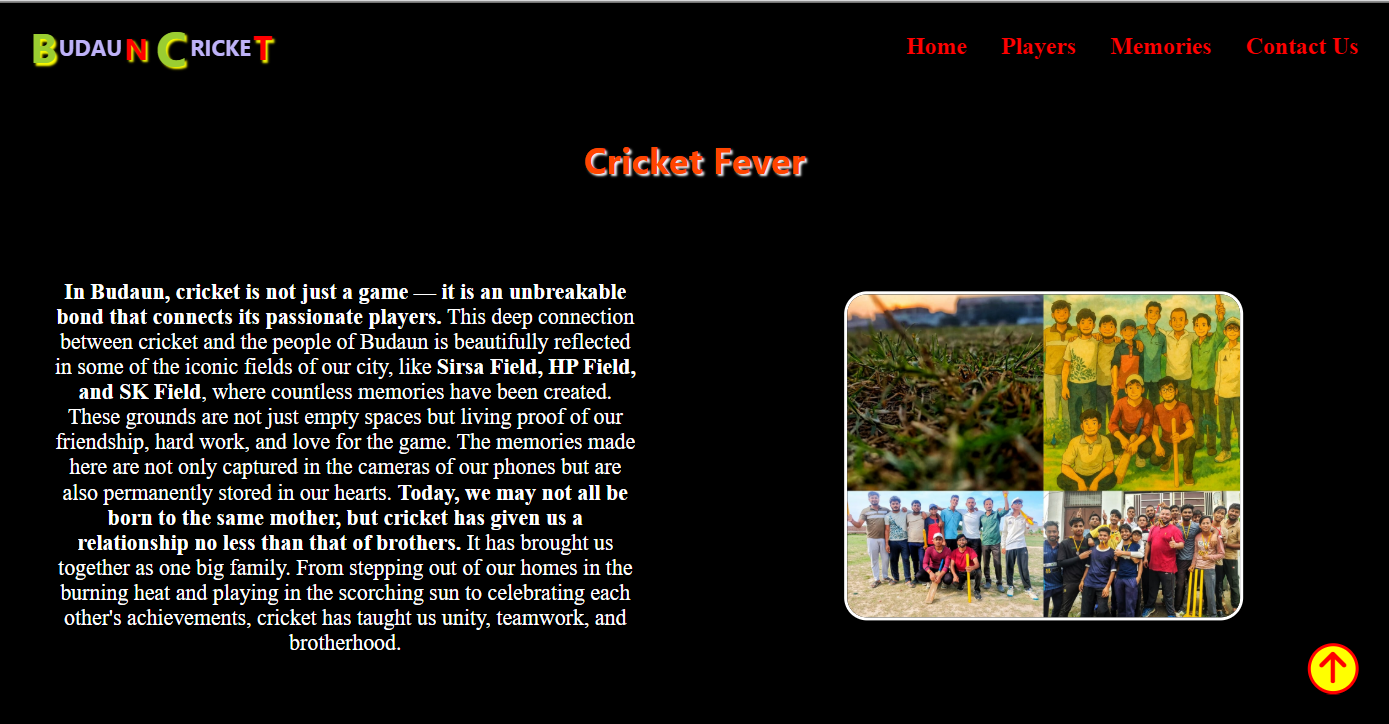 BUDAUN CRICKET
Home Players Memories Contact Us
Cricket Fever
In Budaun, cricket is not just a game — it is an unbreakable
bond that connects its passionate players. This deep connection
between cricket and the people of Budaun is beautifully reflected
in some of the iconic fields of our city, like Sirsa Field, HP Field,
and SK Field, where countless memories have been created.
These grounds are not just empty spaces but living proof of our
friendship, hard work, and love for the game. The memories made
here are not only captured in the cameras of our phones but are
also permanently stored in our hearts. Today, we may not all be
born to the same mother, but cricket has given us a
relationship no less than that of brothers. It has brought us
together as one big family. From stepping out of our homes in the
burning heat and playing in the scorching sun to celebrating each
other's achievements, cricket has taught us unity, teamwork, and
brotherhood.